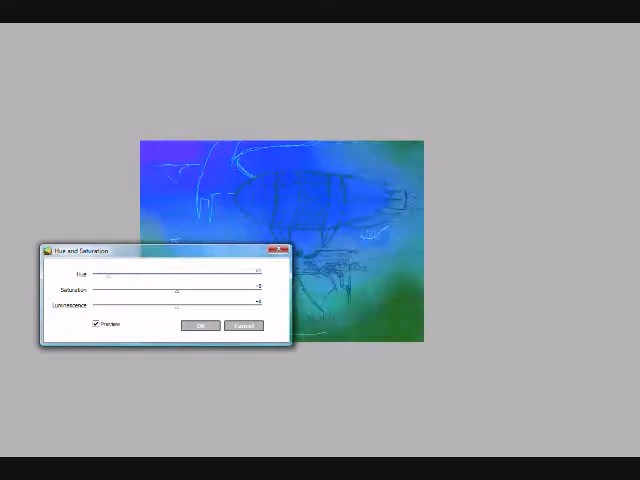 Hue and Saturation
Hue
Saturation
Luminescence
Preview
OK
Cancel